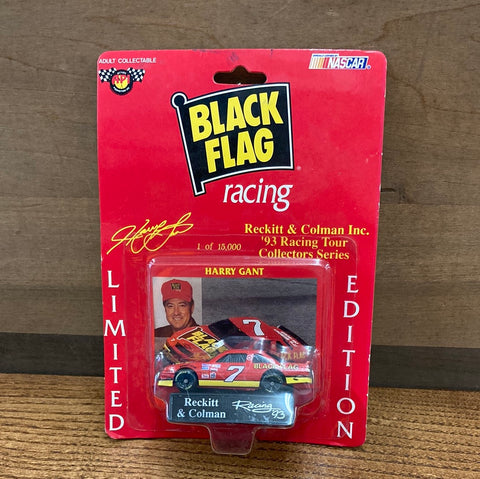 ADULT COLLECTABLE
NASCAR
BLACK
FLAG
racing
Reckitt & Colman Inc.
'93 Racing Tour
Collectors Series
1 of 15,000
HARRY GANT
LIMITED
EDITION
7
7
BLACK FLAG
Reckitt
& Colman
Racing
'93